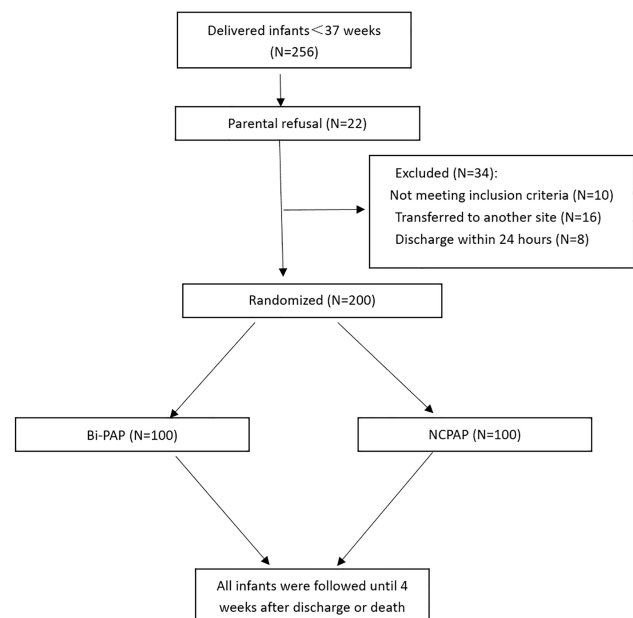 Delivered infants＜37 weeks
(N=256)
Parental refusal (N=22)
Excluded (N=34):
Not meeting inclusion criteria (N=10)
Transferred to another site (N=16)
Discharge within 24 hours (N=8)
Randomized (N=200)
Bi-PAP (N=100)
NCPAP (N=100)
All infants were followed until 4
weeks after discharge or death